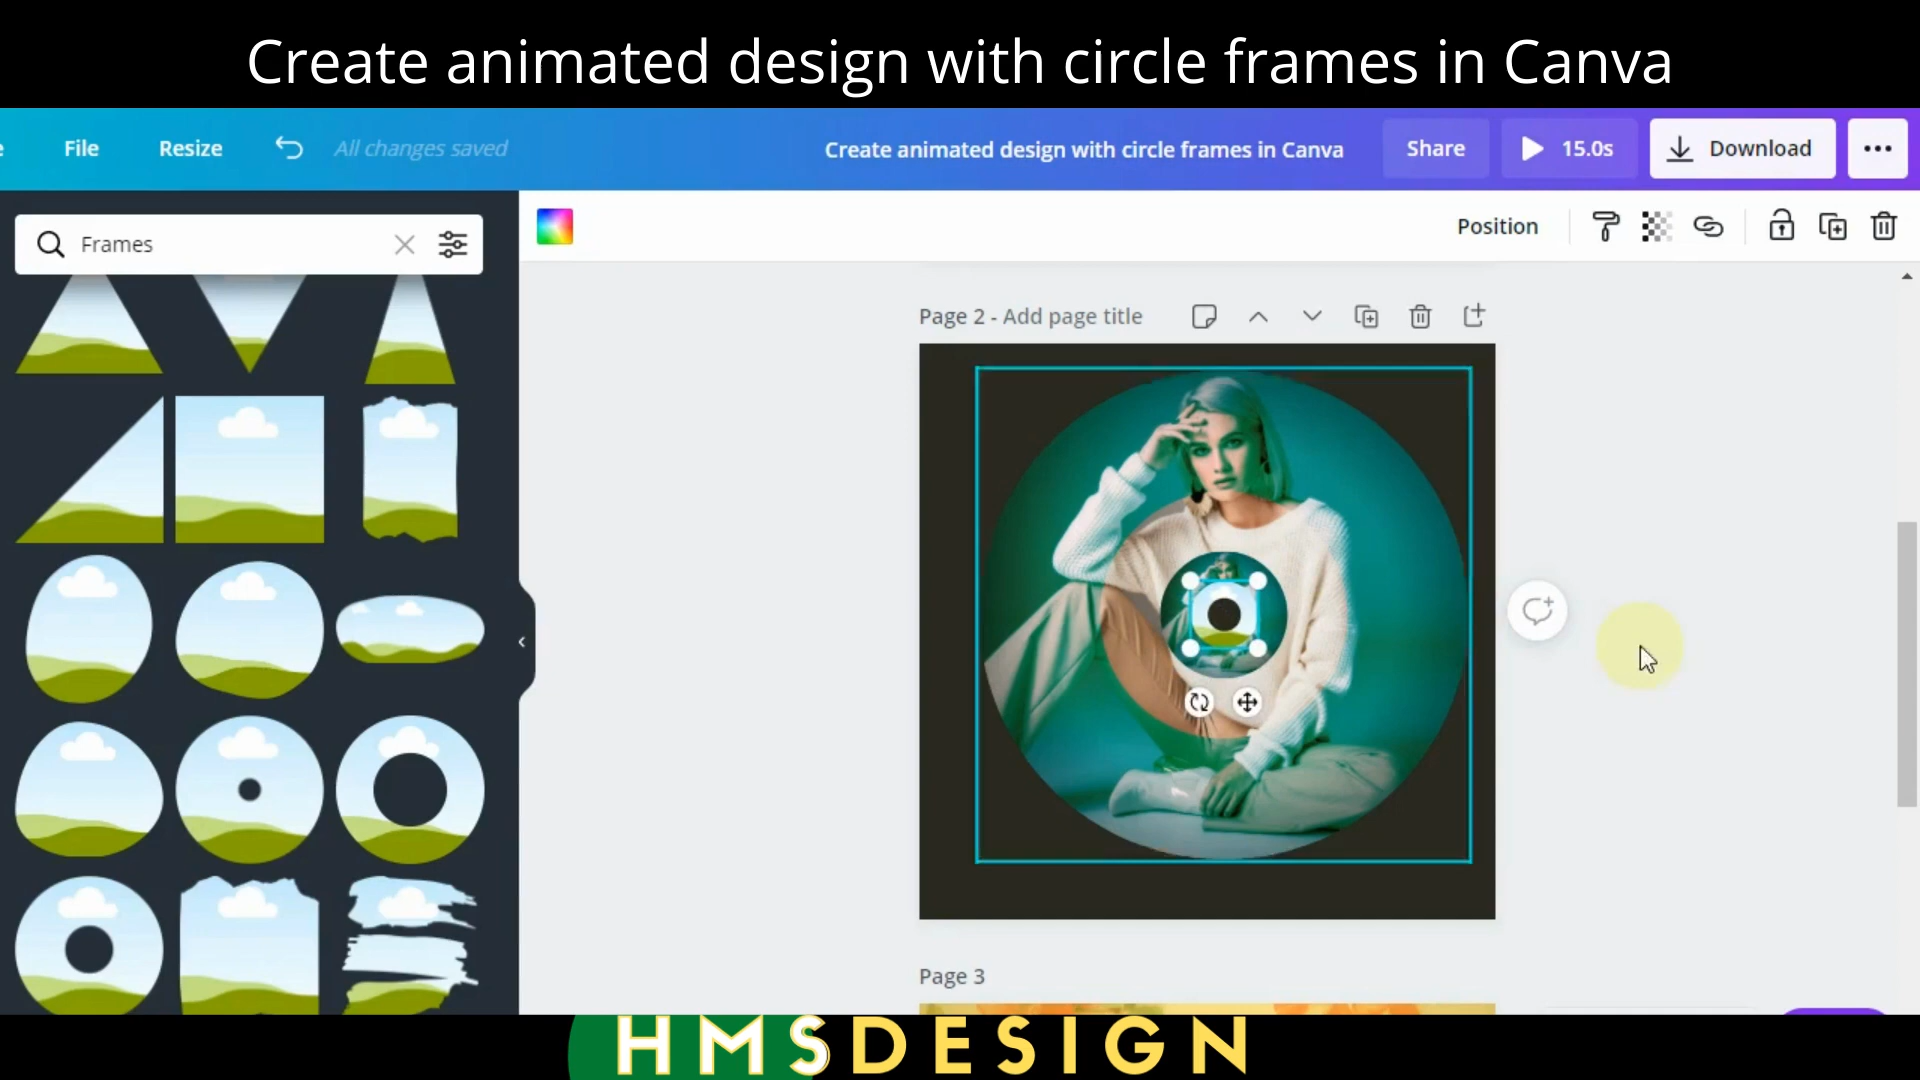 Create animated design with circle frames in Canva
File
Resize
All changes saved
Create animated design with circle frames in Canva
Share
15.0s
Download
Frames
Position
Page 2 - Add page title
Page 3
HMSDESIGN